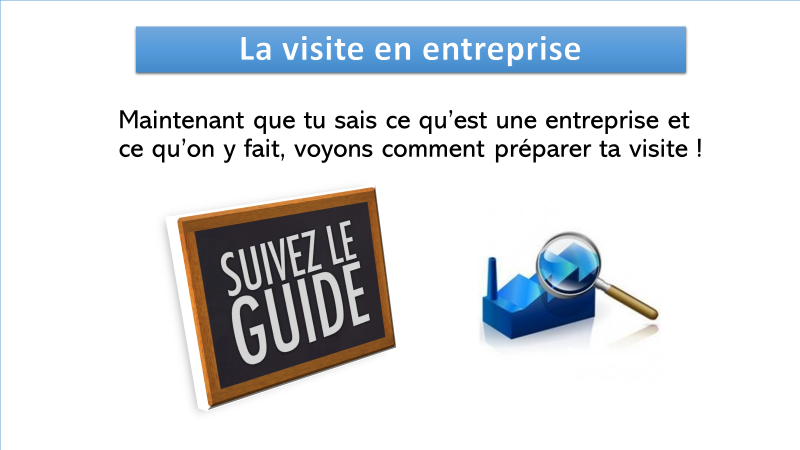 La visite en entreprise
Maintenant que tu sais ce qu'est une entreprise et
ce qu'on y fait, voyons comment préparer ta visite !
SUIVEZ LE
GUIDE